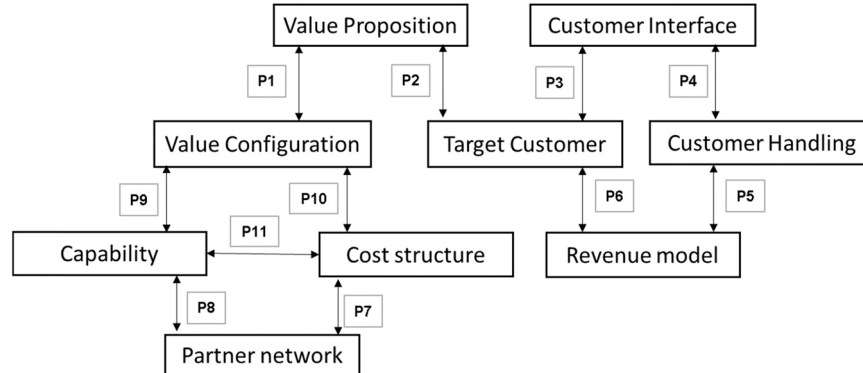 Value Proposition
Customer Interface
P1
P2
P3
P4
Value Configuration
Target Customer
Customer Handling
P9
P10
P6
P5
P11
Capability
Cost structure
Revenue model
P8
P7
Partner network